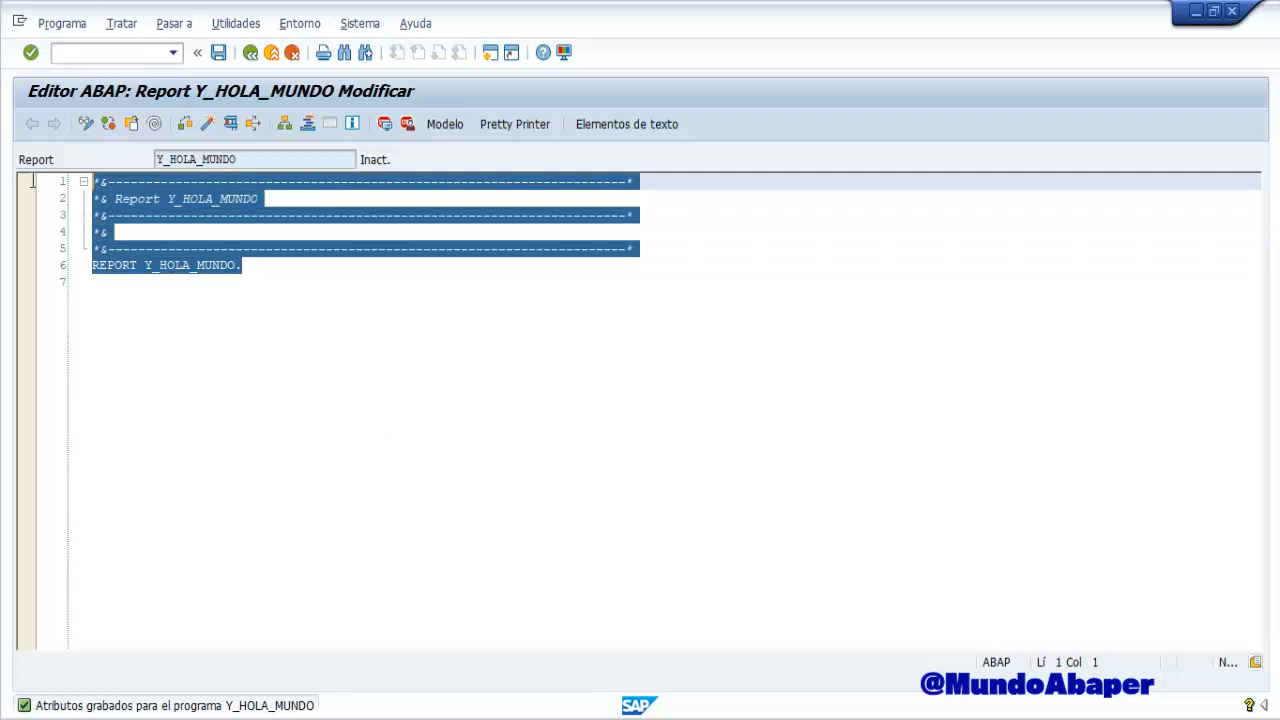 Programa Tratar Pasar a Utilidades Entorno Sistema Ayuda
Editor ABAP: Report Y_HOLA_MUNDO Modificar
Modelo Pretty Printer Elementos de texto
Report Y_HOLA_MUNDO Inact.
1 *&---------------------------------------------------------------------*
2 *& Report Y_HOLA_MUNDO
3 *&---------------------------------------------------------------------*
4 *&
5 *&---------------------------------------------------------------------*
6 REPORT Y_HOLA_MUNDO.
7
ABAP Lí 1 Col 1 N...
@MundoAbaper
Atributos grabados para el programa Y_HOLA_MUNDO SAP